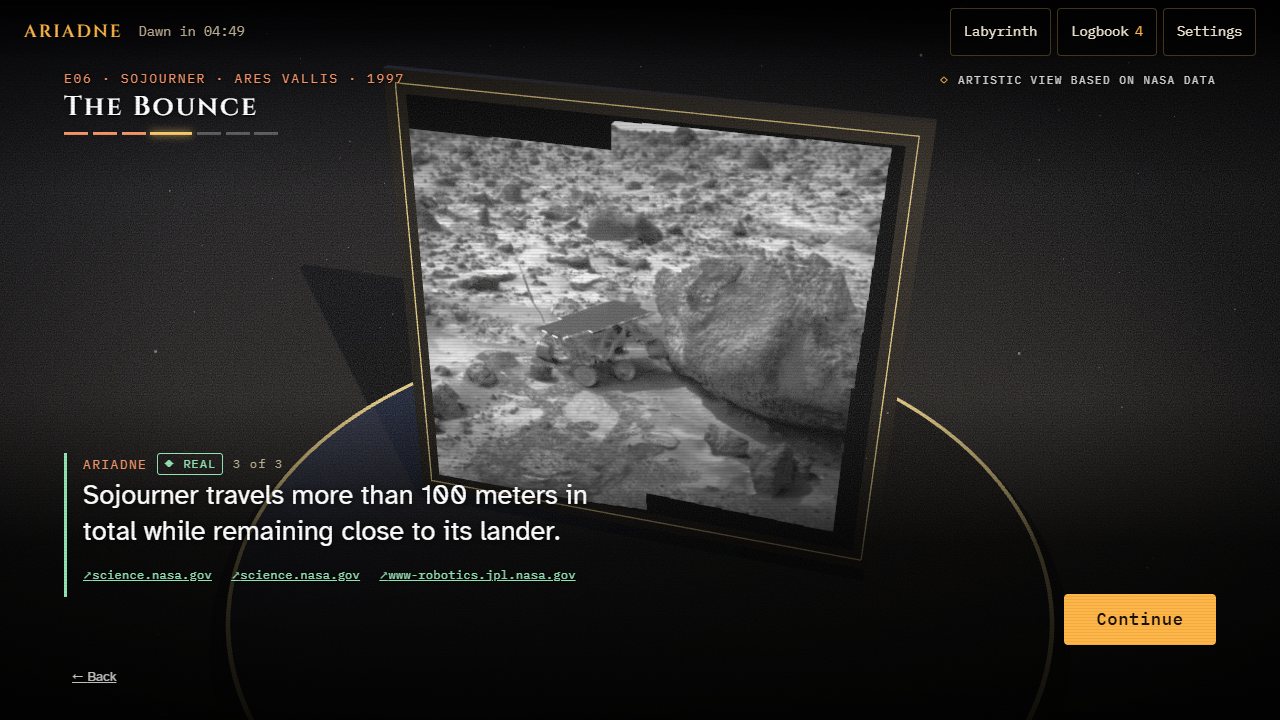 ARIADNE Dawn in 04:49
Labyrinth Logbook 4 Settings
E06 · SOJOURNER · ARES VALLIS · 1997
◇ ARTISTIC VIEW BASED ON NASA DATA
The Bounce
ARIADNE ◆ REAL 3 of 3
Sojourner travels more than 100 meters in
total while remaining close to its lander.
↗science.nasa.gov ↗science.nasa.gov ↗www-robotics.jpl.nasa.gov
Continue
← Back